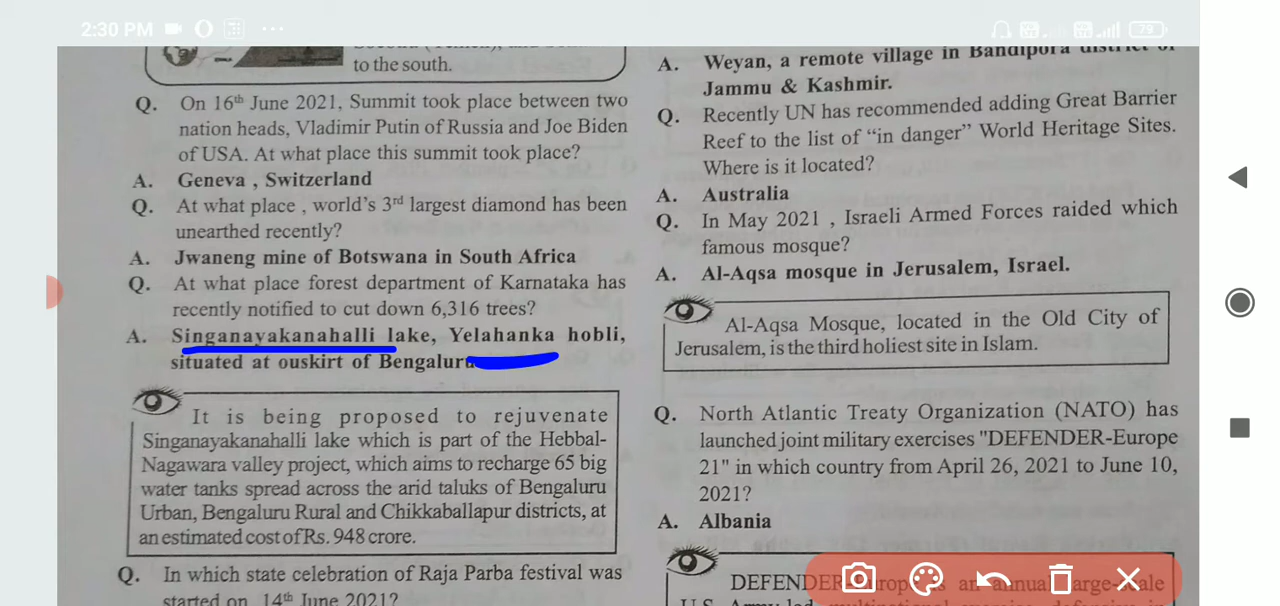 2:30 PM
79
to the south.
Q. On 16th June 2021, Summit took place between two
nation heads, Vladimir Putin of Russia and Joe Biden
of USA. At what place this summit took place?
A. Geneva , Switzerland
Q. At what place , world's 3rd largest diamond has been
unearthed recently?
A. Jwaneng mine of Botswana in South Africa
Q. At what place forest department of Karnataka has
recently notified to cut down 6,316 trees?
A. Singanayakanahalli lake, Yelahanka hobli,
situated at ouskirt of Bengaluru
It is being proposed to rejuvenate
Singanayakanahalli lake which is part of the Hebbal-
Nagawara valley project, which aims to recharge 65 big
water tanks spread across the arid taluks of Bengaluru
Urban, Bengaluru Rural and Chikkaballapur districts, at
an estimated cost of Rs. 948 crore.
Q. In which state celebration of Raja Parba festival was
started on 14th June 2021?
A. Weyan, a remote village in Bandipora district of
Jammu & Kashmir.
Q. Recently UN has recommended adding Great Barrier
Reef to the list of "in danger" World Heritage Sites.
Where is it located?
A. Australia
Q. In May 2021 , Israeli Armed Forces raided which
famous mosque?
A. Al-Aqsa mosque in Jerusalem, Israel.
Al-Aqsa Mosque, located in the Old City of
Jerusalem, is the third holiest site in Islam.
Q. North Atlantic Treaty Organization (NATO) has
launched joint military exercises "DEFENDER-Europe
21" in which country from April 26, 2021 to June 10,
2021?
A. Albania
DEFENDER-Europe is an annual large-scale
U.S. Army-led multinational